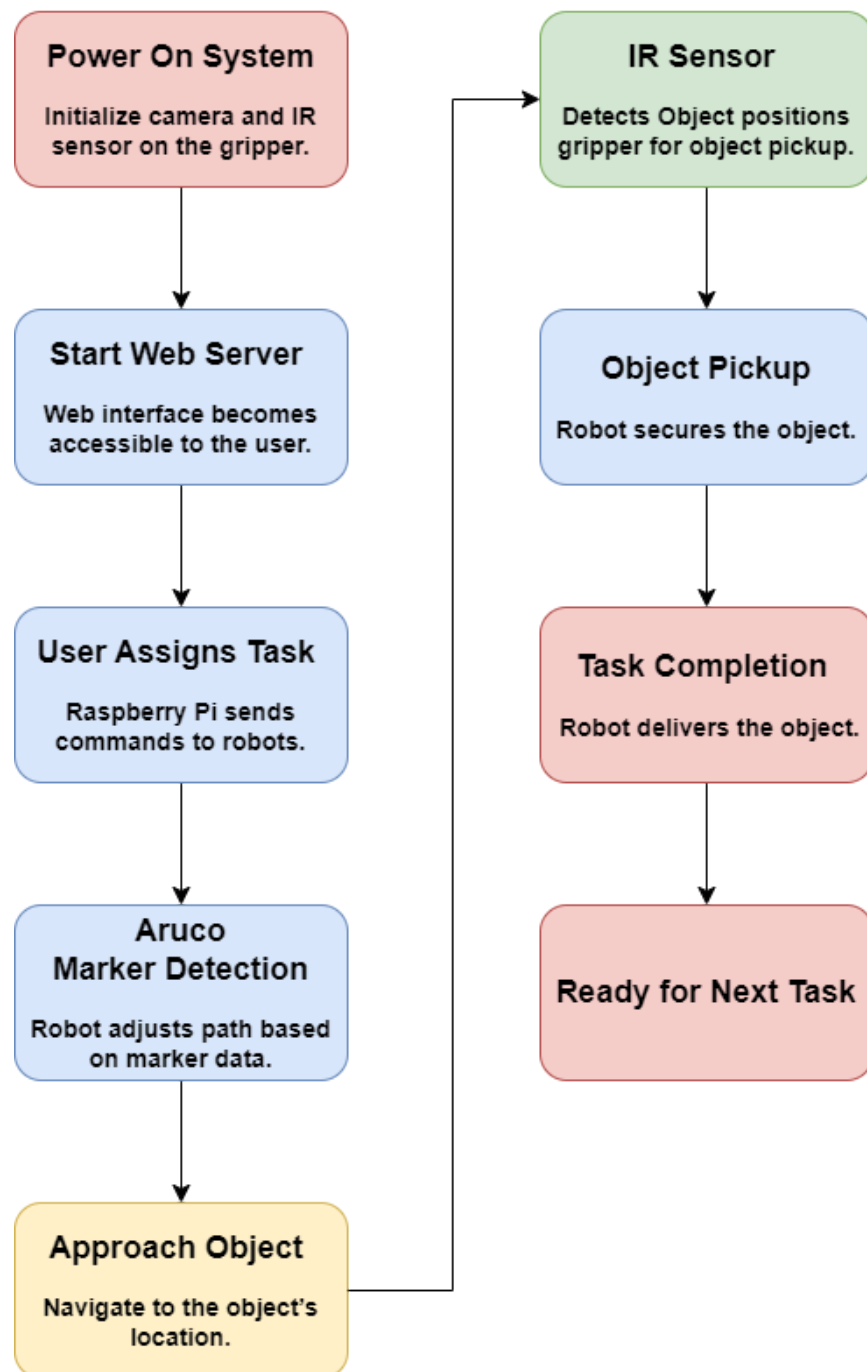 Power On System
Initialize camera and IR
sensor on the gripper.
Start Web Server
Web interface becomes
accessible to the user.
User Assigns Task
Raspberry Pi sends
commands to robots.
Aruco
Marker Detection
Robot adjusts path based
on marker data.
Approach Object
Navigate to the object’s
location.
IR Sensor
Detects Object positions
gripper for object pickup.
Object Pickup
Robot secures the object.
Task Completion
Robot delivers the object.
Ready for Next Task